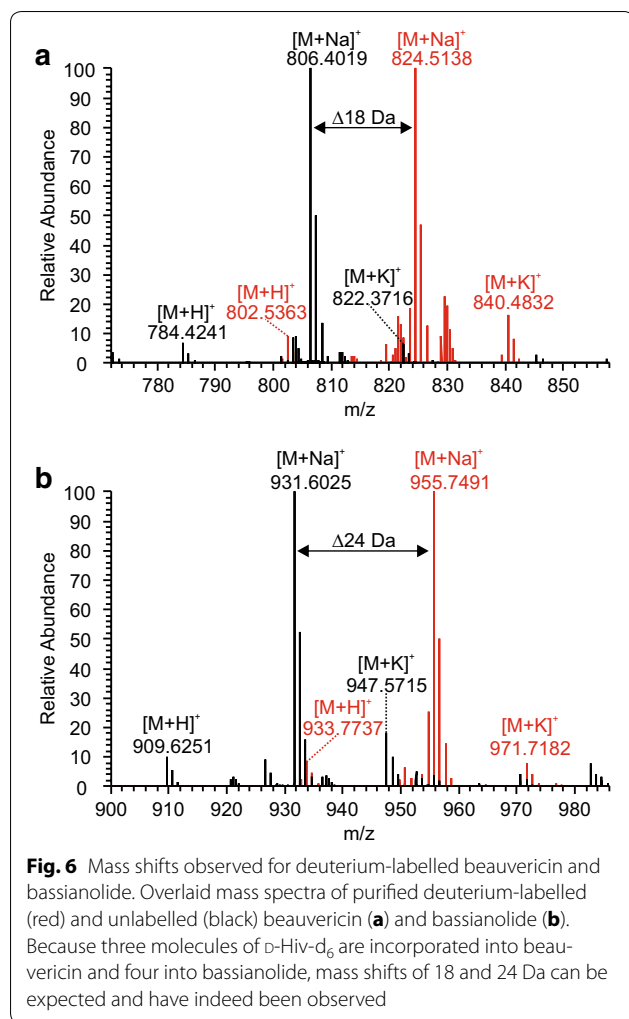 a
[M+Na]⁺ [M+Na]⁺
806.4019 824.5138
100
90
80
70
60
50
40
30
20
10
0
Relative Abundance
Δ18 Da
[M+H]⁺
784.4241
[M+H]⁺
802.5363
[M+K]⁺
822.3716
[M+K]⁺
840.4832
780 790 800 810 820 830 840 850
m/z
b
[M+Na]⁺ [M+Na]⁺
931.6025 955.7491
100
90
80
70
60
50
40
30
20
10
0
Relative Abundance
Δ24 Da
[M+H]⁺
909.6251
[M+H]⁺
933.7737
[M+K]⁺
947.5715
[M+K]⁺
971.7182
900 910 920 930 940 950 960 970 980
m/z
Fig. 6 Mass shifts observed for deuterium-labelled beauvericin and
bassianolide. Overlaid mass spectra of purified deuterium-labelled
(red) and unlabelled (black) beauvericin (a) and bassianolide (b).
Because three molecules of D-Hiv-d₆ are incorporated into beau-
vericin and four into bassianolide, mass shifts of 18 and 24 Da can be
expected and have indeed been observed